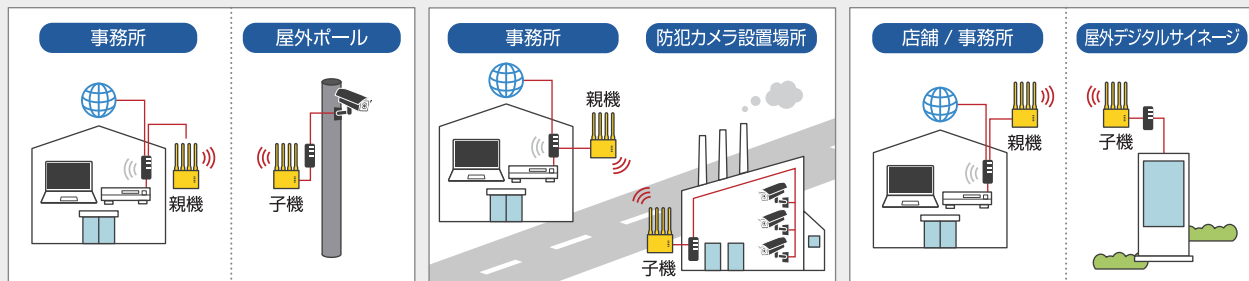 事務所
屋外ポール
親機
子機
事務所
防犯カメラ設置場所
親機
子機
店舗 / 事務所
屋外デジタルサイネージ
親機
子機